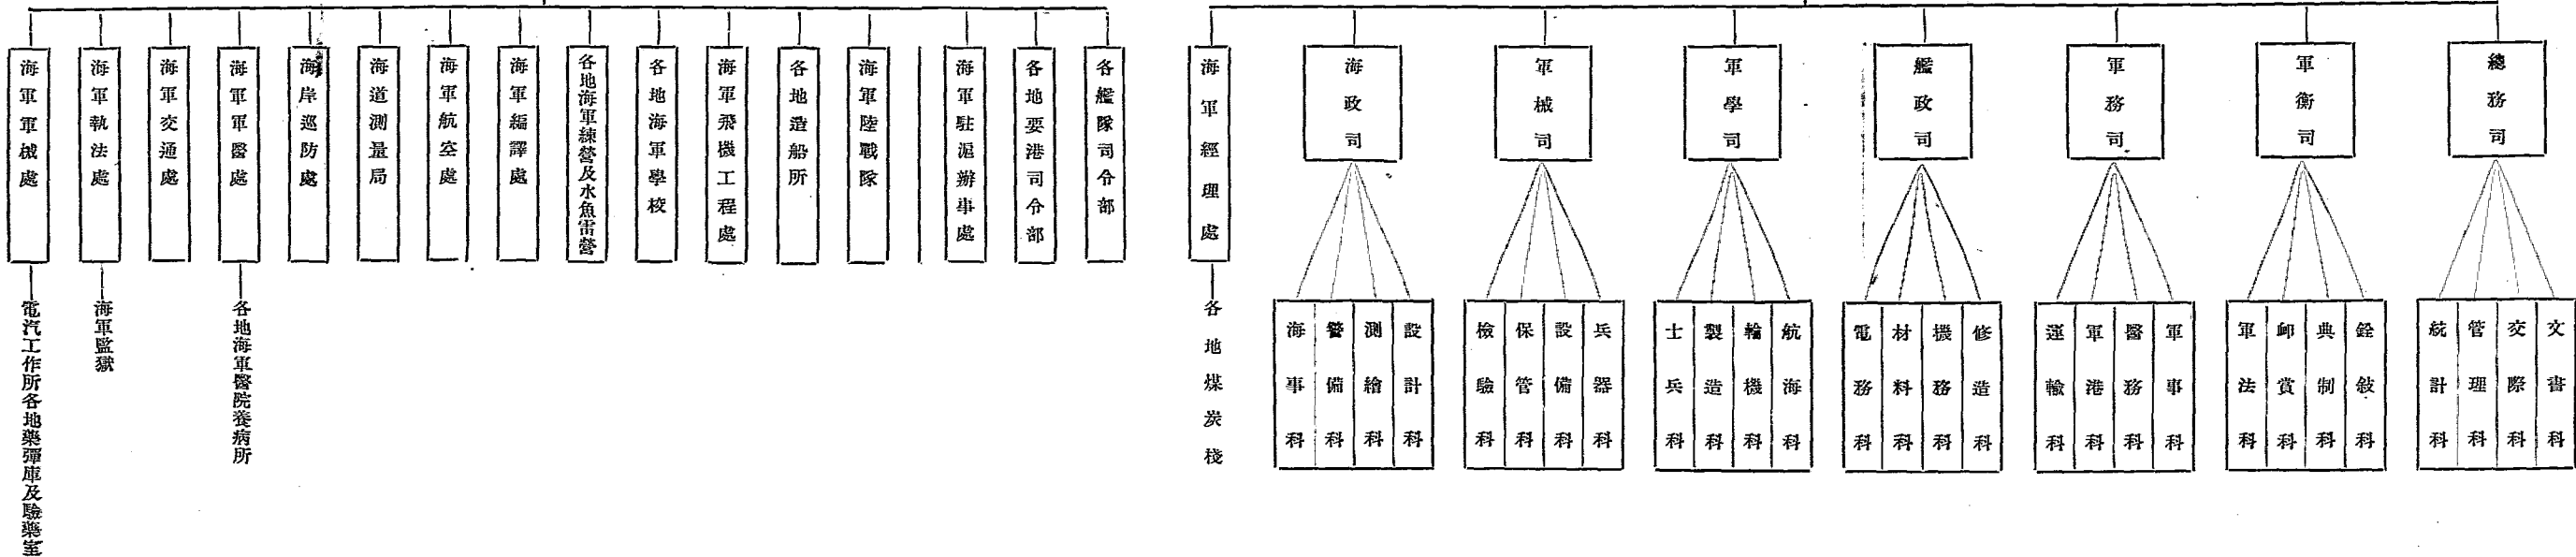 總務司
文書科
交際科
管理科
統計科
軍衡司
銓敍科
典制科
卹賞科
軍法科
軍務司
軍事科
醫務科
軍港科
運輸科
艦政司
修造科
機務科
材料科
電務科
軍學司
航海科
輪機科
製造科
士兵科
軍械司
兵器科
設備科
保管科
檢驗科
海政司
設計科
測繪科
警備科
海事科
海軍經理處
各地煤炭棧
各艦隊司令部
各地要港司令部
海軍駐滬辦事處
海軍陸戰隊
各地造船所
海軍飛機工程處
各地海軍學校
各地海軍練營及水魚雷營
海軍編譯處
海軍航空處
海道測量局
海岸巡防處
海軍軍醫處
各地海軍醫院養病所
海軍交通處
海軍執法處
海軍監獄
海軍軍械處
電汽工作所各地藥彈庫及驗藥室